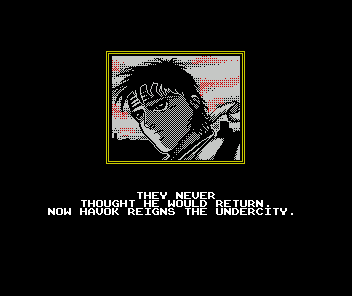 THEY NEVER
THOUGHT HE WOULD RETURN.
NOW HAVOK REIGNS THE UNDERCITY.